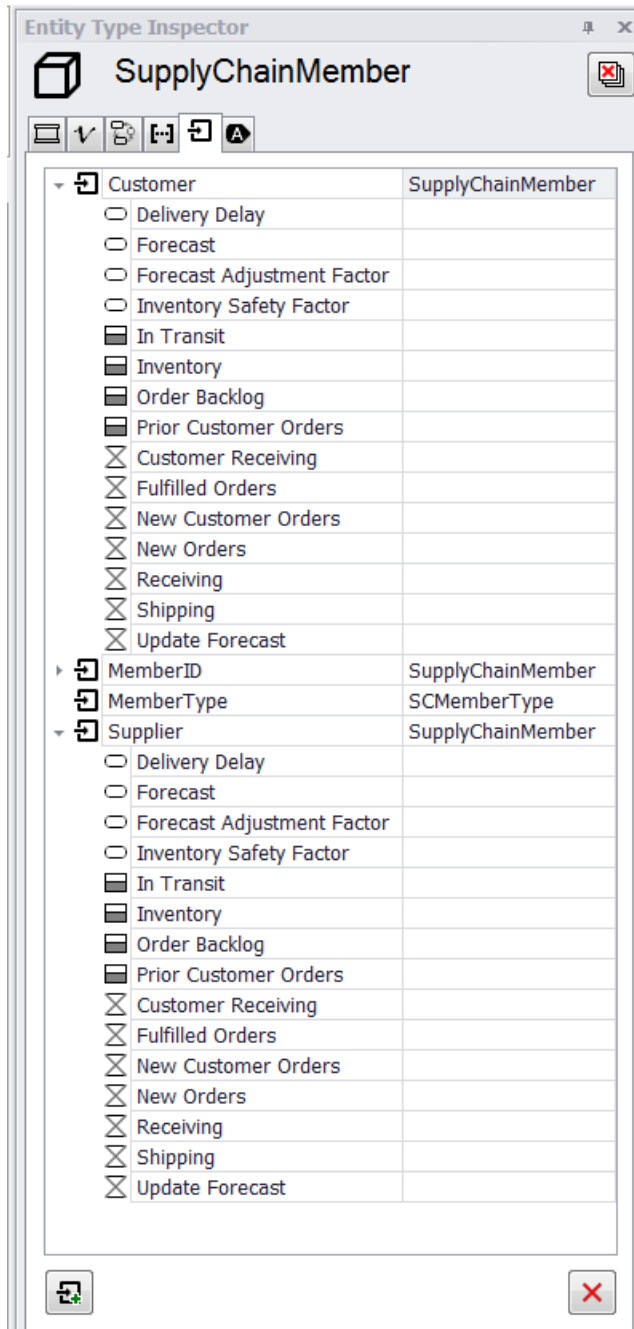 Entity Type Inspector
SupplyChainMember
A
Customer SupplyChainMember
Delivery Delay
Forecast
Forecast Adjustment Factor
Inventory Safety Factor
In Transit
Inventory
Order Backlog
Prior Customer Orders
Customer Receiving
Fulfilled Orders
New Customer Orders
New Orders
Receiving
Shipping
Update Forecast
MemberID SupplyChainMember
MemberType SCMemberType
Supplier SupplyChainMember
Delivery Delay
Forecast
Forecast Adjustment Factor
Inventory Safety Factor
In Transit
Inventory
Order Backlog
Prior Customer Orders
Customer Receiving
Fulfilled Orders
New Customer Orders
New Orders
Receiving
Shipping
Update Forecast